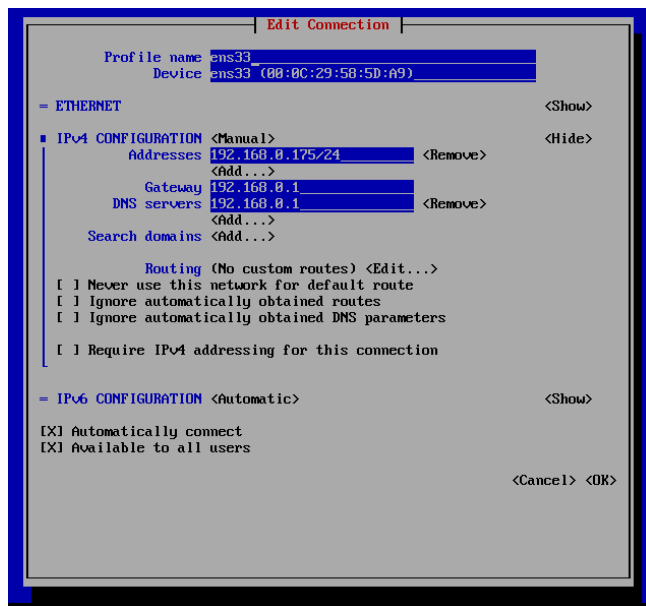 Edit Connection
Profile name ens33
Device ens33 (00:0C:29:58:5D:A9)
= ETHERNET <Show>
IPv4 CONFIGURATION <Manual> <Hide>
Addresses 192.168.0.175/24 <Remove>
<Add...>
Gateway 192.168.0.1
DNS servers 192.168.0.1 <Remove>
<Add...>
Search domains <Add...>
Routing (No custom routes) <Edit...>
[ ] Never use this network for default route
[ ] Ignore automatically obtained routes
[ ] Ignore automatically obtained DNS parameters
[ ] Require IPv4 addressing for this connection
= IPv6 CONFIGURATION <Automatic> <Show>
[X] Automatically connect
[X] Available to all users
<Cancel> <OK>